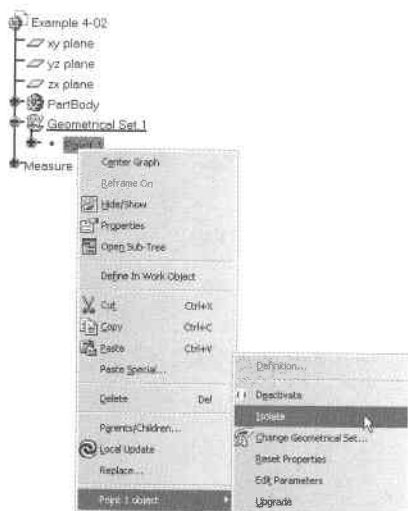 Example 4-02
xy plane
yz plane
zx plane
PartBody
Geometrical Set.1
Point.1
Measure
Center Graph
Reframe On
Hide/Show
Properties
Open Sub-Tree
Define In Work Object
Cut Ctrl+X
Copy Ctrl+C
Paste Ctrl+V
Paste Special...
Delete Del
Parents/Children...
Local Update
Replace...
Point.1 object
Definition...
Deactivate
Isolate
Change Geometrical Set...
Reset Properties
Edit Parameters
Upgrade